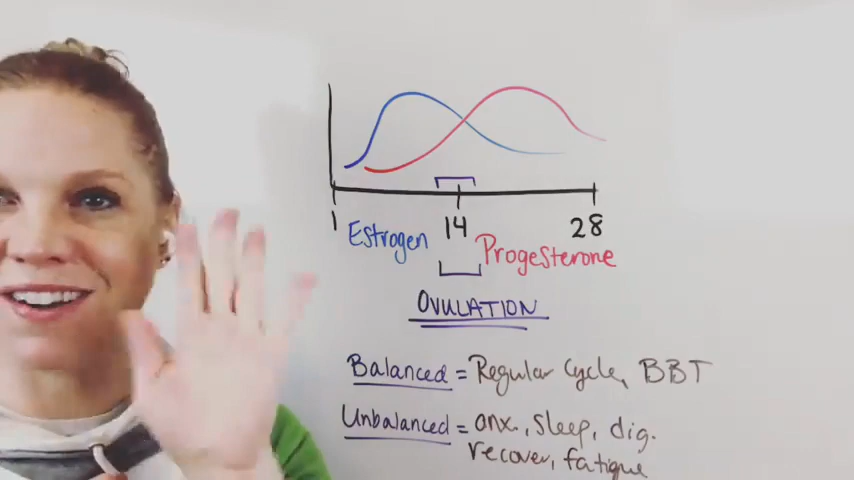 1 14 28
Estrogen
Progesterone
OVULATION
Balanced = Regular Cycle, BBT
Unbalanced = anx., sleep, dig.
recover, fatigue